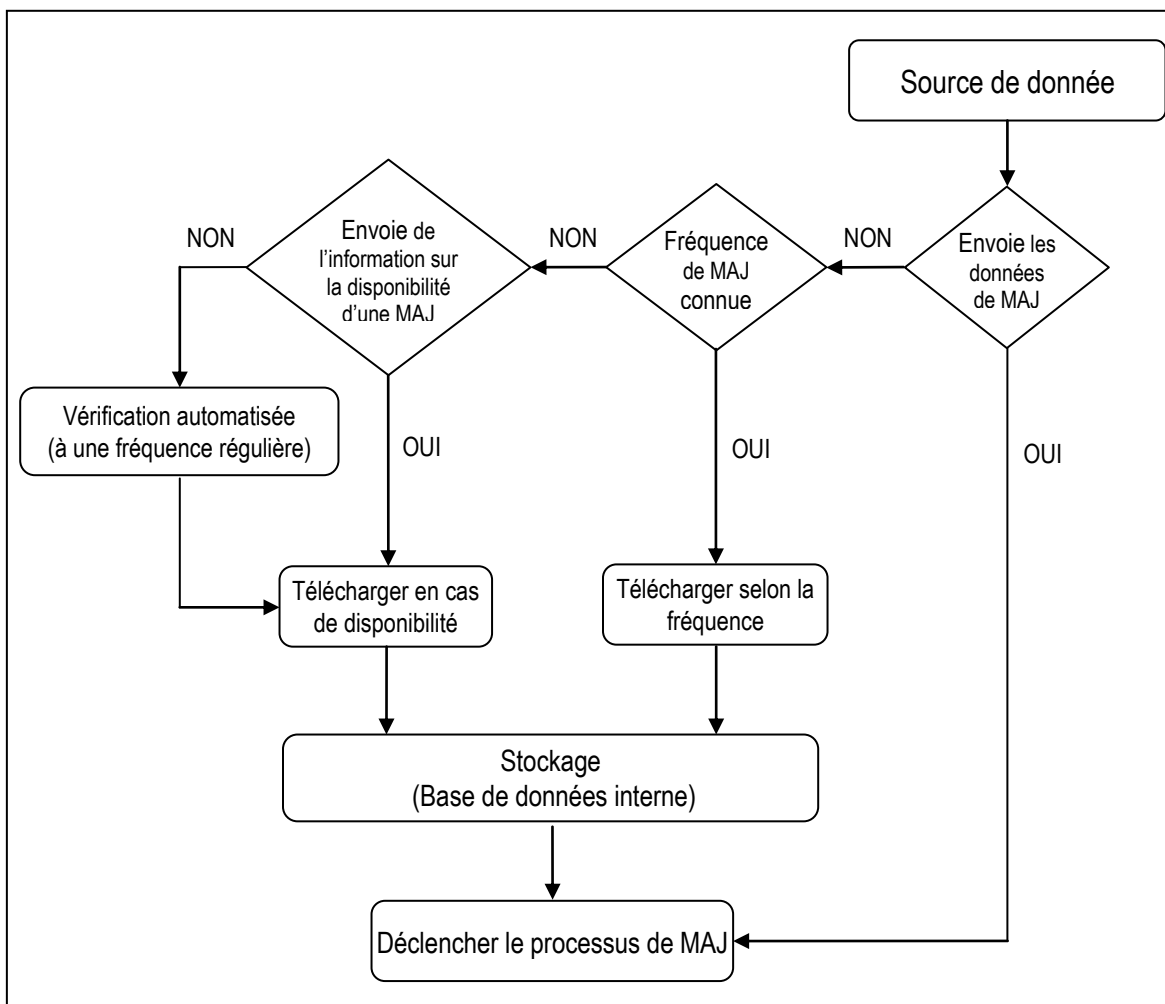 Source de donnée
NON
Envoie de
l'information sur
la disponibilité
d'une MAJ
NON
Fréquence
de MAJ
connue
NON
Envoie les
données
de MAJ
Vérification automatisée
(à une fréquence régulière)
OUI
OUI
OUI
Télécharger en cas
de disponibilité
Télécharger selon la
fréquence
Stockage
(Base de données interne)
Déclencher le processus de MAJ